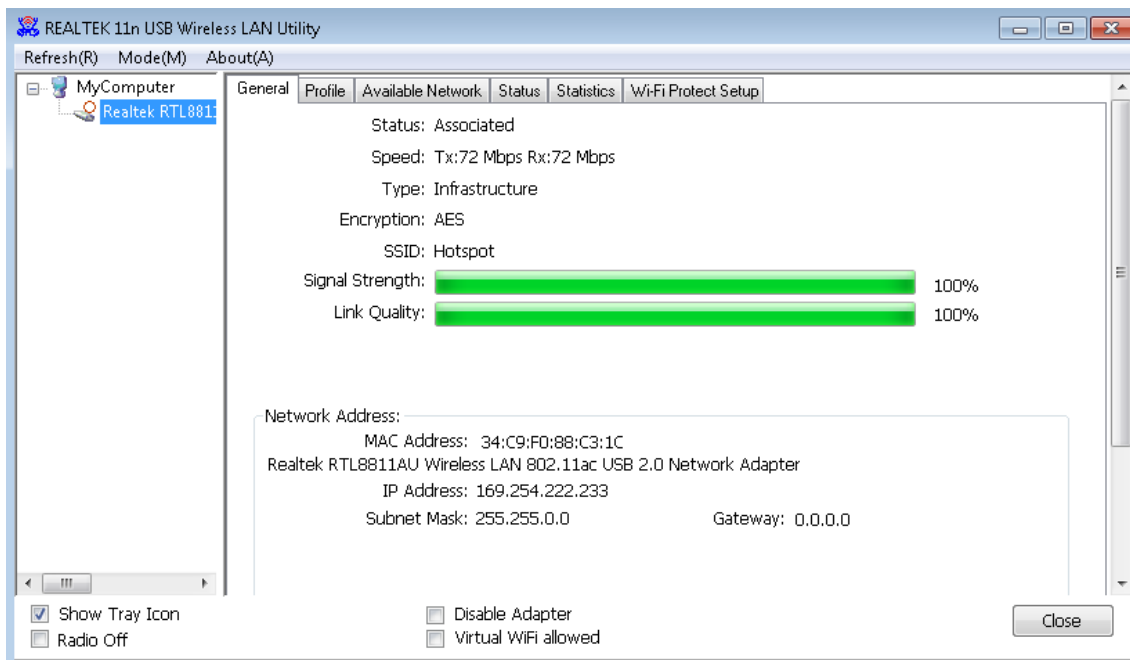 REALTEK 11n USB Wireless LAN Utility
Refresh(R) Mode(M) About(A)
MyComputer
Realtek RTL881
General Profile Available Network Status Statistics Wi-Fi Protect Setup
Status: Associated
Speed: Tx:72 Mbps Rx:72 Mbps
Type: Infrastructure
Encryption: AES
SSID: Hotspot
Signal Strength: 100%
Link Quality: 100%
Network Address:
MAC Address: 34:C9:F0:88:C3:1C
Realtek RTL8811AU Wireless LAN 802.11ac USB 2.0 Network Adapter
IP Address: 169.254.222.233
Subnet Mask: 255.255.0.0 Gateway: 0.0.0.0
Show Tray Icon Disable Adapter Close
Radio Off Virtual WiFi allowed